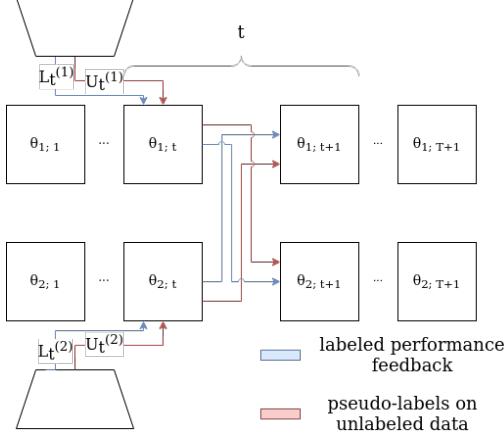 t
Lt⁽¹⁾
Ut⁽¹⁾
θ₁; ₁
...
θ₁; t
θ₁; t+1
...
θ₁; T+1
θ₂; ₁
...
θ₂; t
θ₂; t+1
...
θ₂; T+1
Ut⁽²⁾
Lt⁽²⁾
labeled performance
feedback
pseudo-labels on
unlabeled data